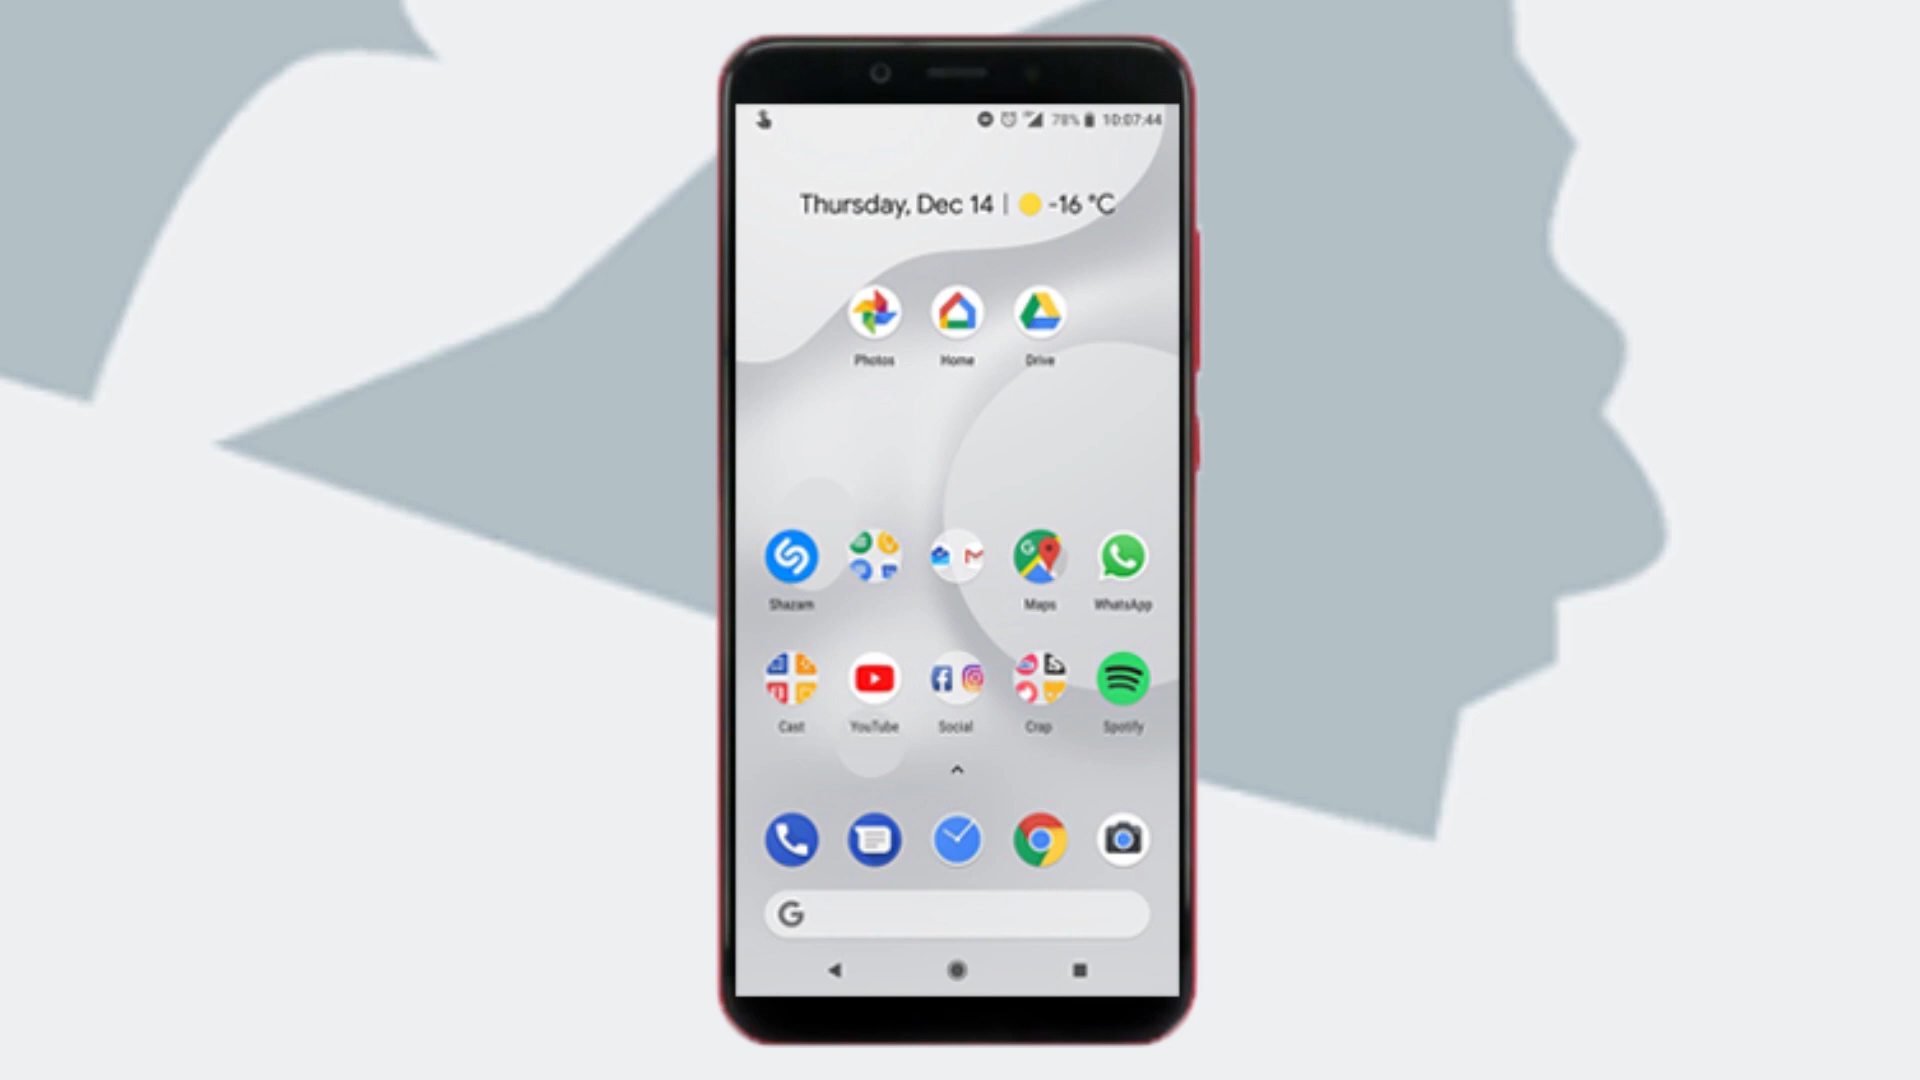 78% 10:07:44
Thursday, Dec 14 | -16 °C
Photos Home Drive
Shazam Maps WhatsApp
Cast YouTube Social Crap Spotify
G